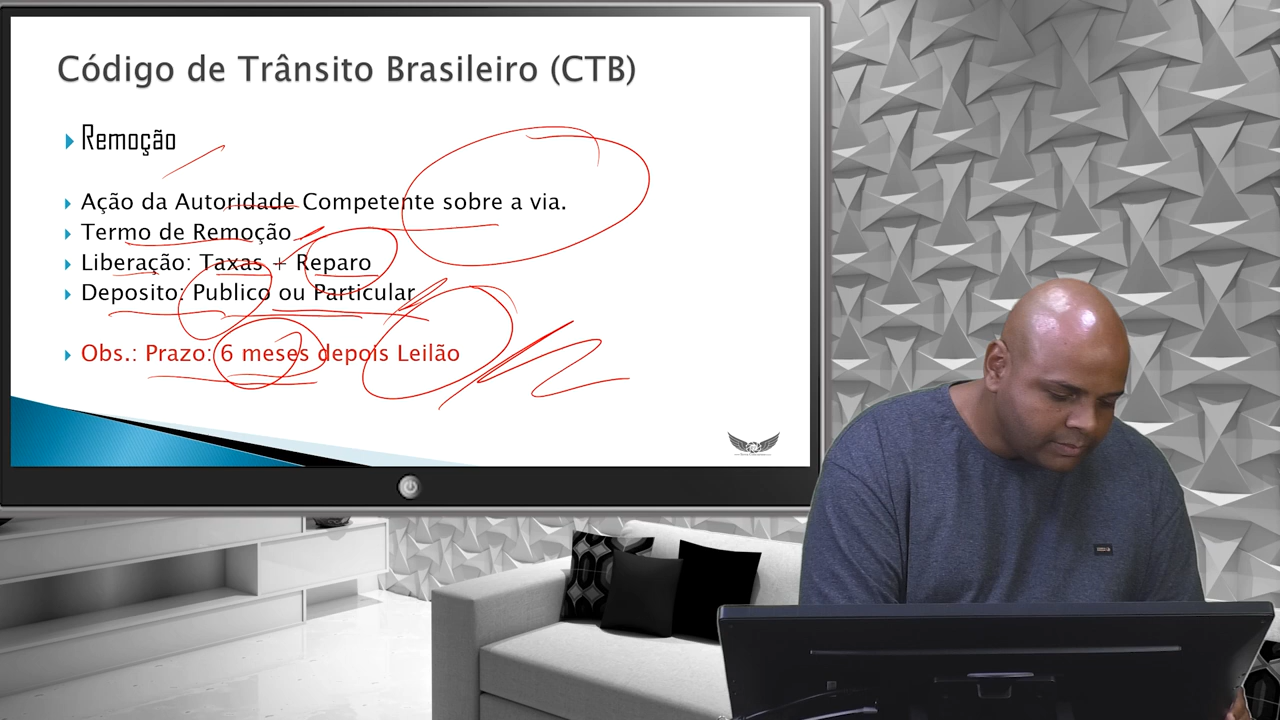 Código de Trânsito Brasileiro (CTB)
Remoção
Ação da Autoridade Competente sobre a via.
Termo de Remoção
Liberação: Taxas + Reparo
Deposito: Publico ou Particular
Obs.: Prazo: 6 meses depois Leilão